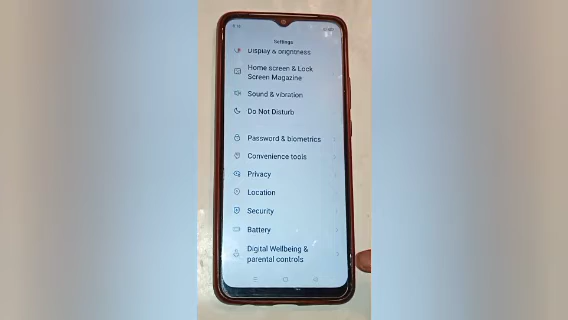 Settings
Display & brightness
Home screen & Lock
Screen Magazine
Sound & vibration
Do Not Disturb
Password & biometrics
Convenience tools
Privacy
Location
Security
Battery
Digital Wellbeing &
parental controls